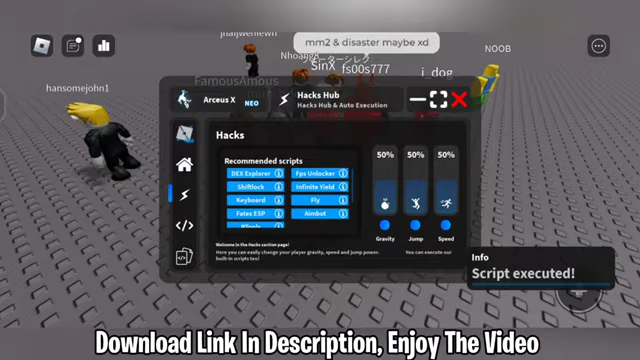 jhaijweflewh
mm2 & disaster maybe xd
NOOB
SinX
fs00s777
i_dog
FamousAmous
hansomejohn1
Arceus X NEO
Hacks Hub
Hacks Hub & Auto Execution
Hacks
Recommended scripts
DEX Explorer
Fps Unlocker
Shiftlock
Infinite Yield
Keyboard
Fly
Fates ESP
Aimbot
BTools
50% 50% 50%
Gravity Jump Speed
Welcome in the Hacks section page!
Here you can easily change your player gravity, speed and jump power.
You can execute our
built-in scripts too!
Info
Script executed!
Download Link In Description, Enjoy The Video